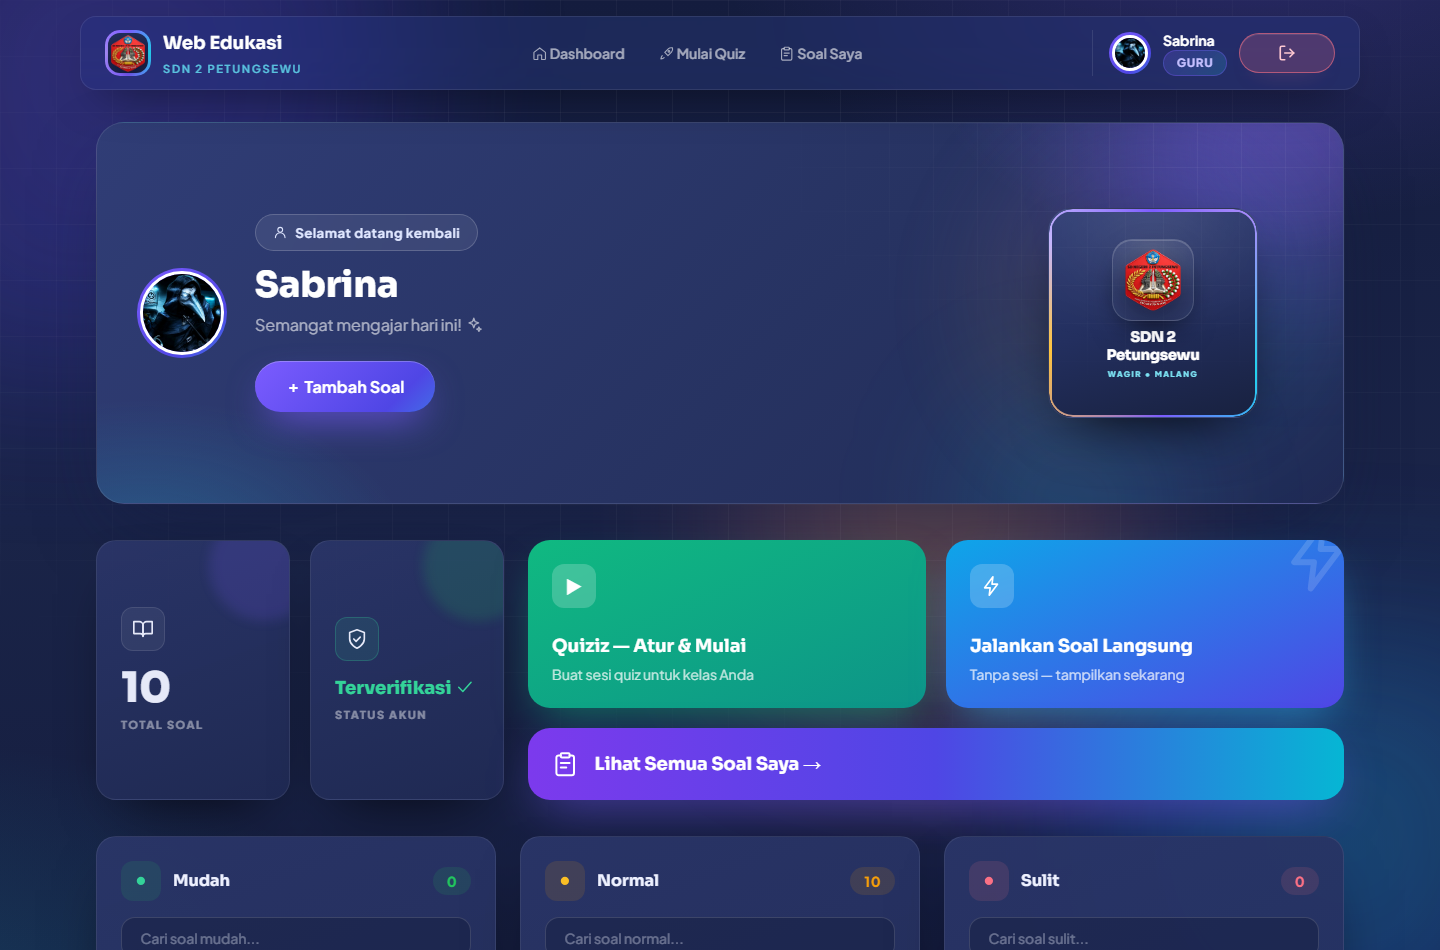 Web Edukasi
SDN 2 PETUNGSEWU
Dashboard
Mulai Quiz
Soal Saya
Sabrina
GURU
Selamat datang kembali
Sabrina
Semangat mengajar hari ini!
+ Tambah Soal
SDN 2
Petungsewu
WAGIR • MALANG
10
TOTAL SOAL
Terverifikasi ✓
STATUS AKUN
Quiziz — Atur & Mulai
Buat sesi quiz untuk kelas Anda
Jalankan Soal Langsung
Tanpa sesi — tampilkan sekarang
Lihat Semua Soal Saya →
Mudah
0
Cari soal mudah...
Normal
10
Cari soal normal...
Sulit
0
Cari soal sulit...